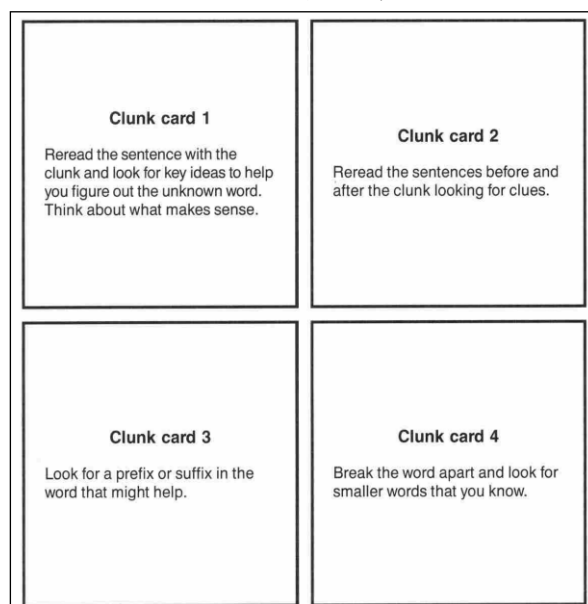 Clunk card 1
Reread the sentence with the
clunk and look for key ideas to help
you figure out the unknown word.
Think about what makes sense.
Clunk card 2
Reread the sentences before and
after the clunk looking for clues.
Clunk card 3
Look for a prefix or suffix in the
word that might help.
Clunk card 4
Break the word apart and look for
smaller words that you know.